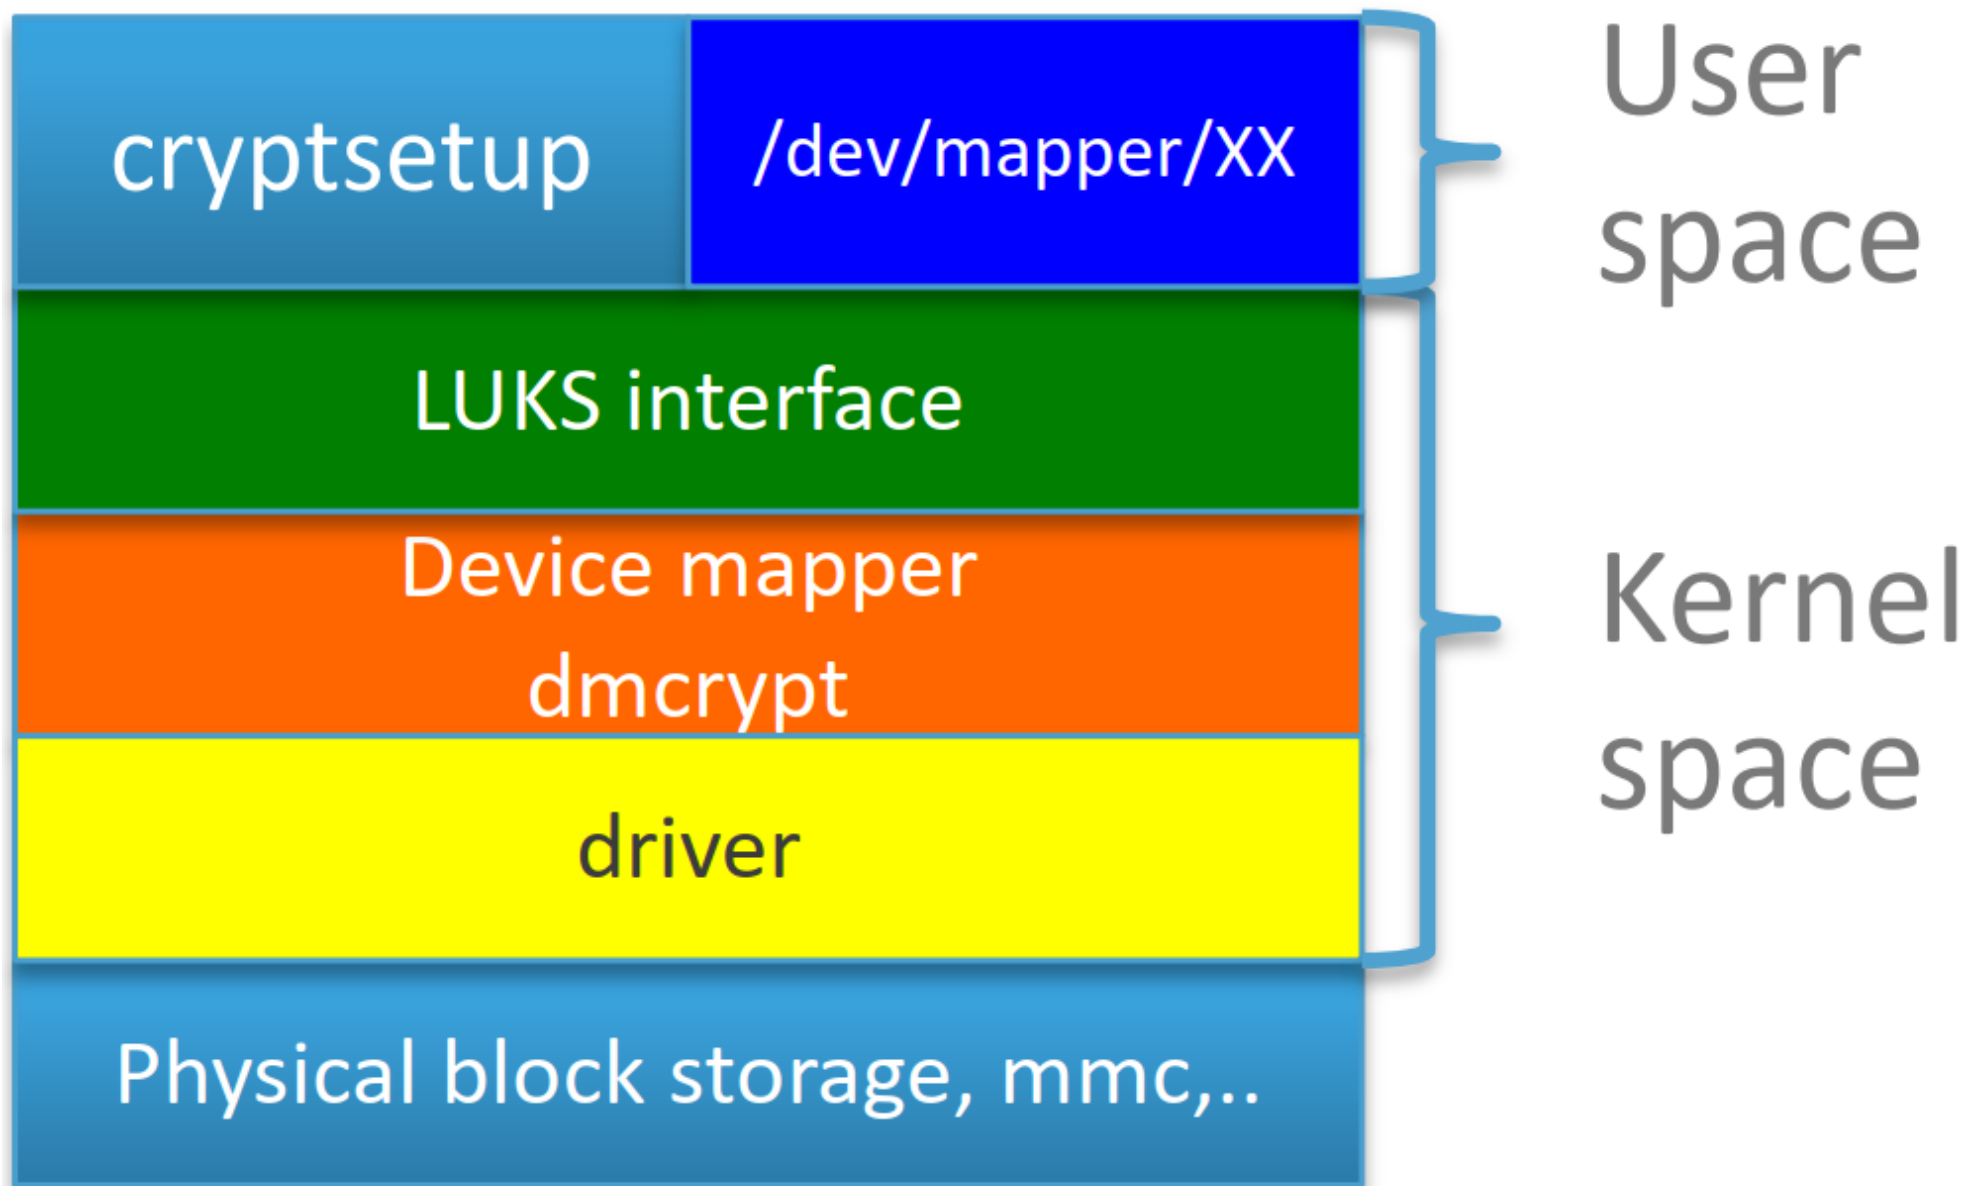 cryptsetup
/dev/mapper/XX
User
space
LUKS interface
Device mapper
dmcrypt
Kernel
space
driver
Physical block storage, mmc,..